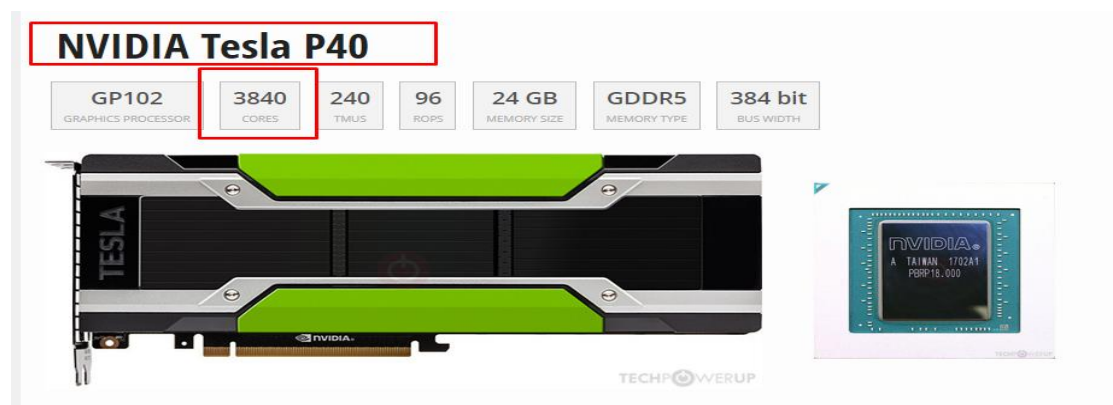 NVIDIA Tesla P40
GP102 3840 240 96 24 GB GDDR5 384 bit
GRAPHICS PROCESSOR CORES TMUS ROPS MEMORY SIZE MEMORY TYPE BUS WIDTH
TESLA
NVIDIA.
TECHPOWERUP
NVIDIA.
A TAIWAN 1702A1
PBRP18.000
TECHPOWERUP